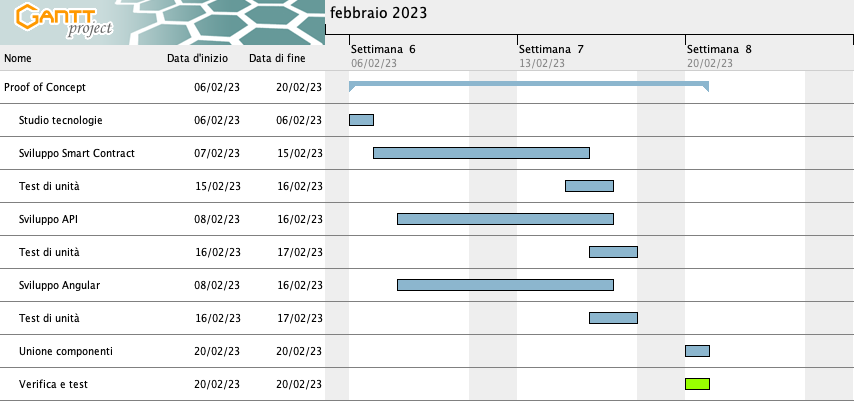 GANTT
project
febbraio 2023
Settimana 6 Settimana 7 Settimana 8
Nome Data d'inizio Data di fine 06/02/23 13/02/23 20/02/23
Proof of Concept 06/02/23 20/02/23
Studio tecnologie 06/02/23 06/02/23
Sviluppo Smart Contract 07/02/23 15/02/23
Test di unità 15/02/23 16/02/23
Sviluppo API 08/02/23 16/02/23
Test di unità 16/02/23 17/02/23
Sviluppo Angular 08/02/23 16/02/23
Test di unità 16/02/23 17/02/23
Unione componenti 20/02/23 20/02/23
Verifica e test 20/02/23 20/02/23